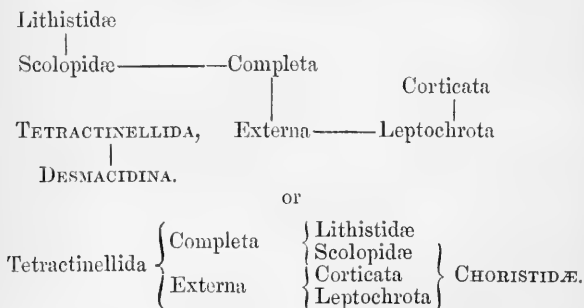 Lithistidæ
Scolopidæ Completa
Corticata
TETRACTINELLIDA, Externa Leptochrota
DESMACIDINA.
or
Lithistidæ
Completa
Scolopidæ
Tetractinellida CHORISTIDÆ.
Corticata
Externa
Leptochrota